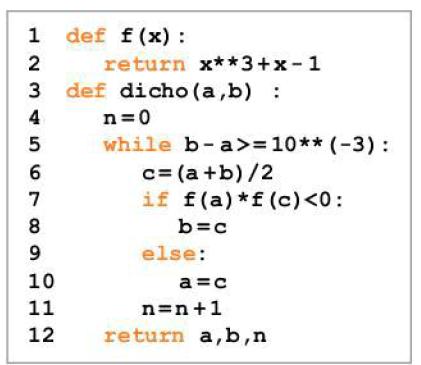 1 def f(x):
2 return x**3+x-1
3 def dicho(a,b) :
4 n=0
5 while b-a>=10**(-3):
6 c=(a+b)/2
7 if f(a)*f(c)<0:
8 b=c
9 else:
10 a=c
11 n=n+1
12 return a,b,n